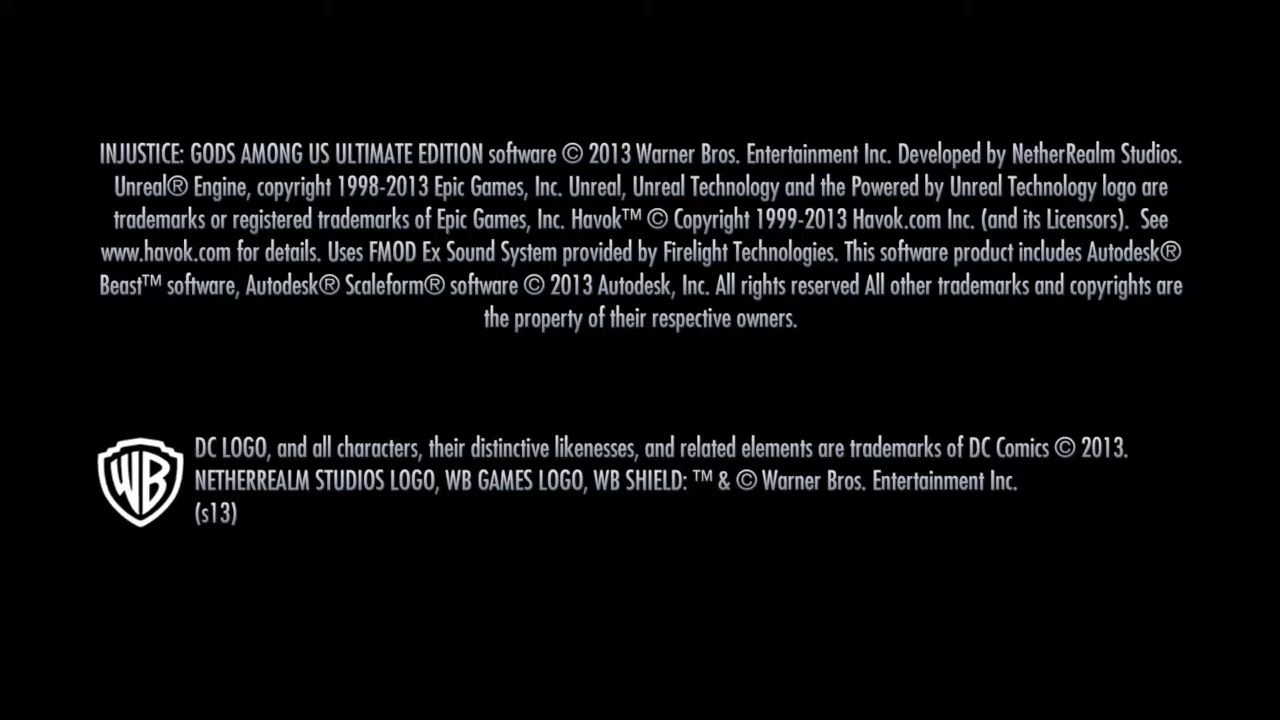 INJUSTICE: GODS AMONG US ULTIMATE EDITION software © 2013 Warner Bros. Entertainment Inc. Developed by NetherRealm Studios.
Unreal® Engine, copyright 1998-2013 Epic Games, Inc. Unreal, Unreal Technology and the Powered by Unreal Technology logo are
trademarks or registered trademarks of Epic Games, Inc. Havok™ © Copyright 1999-2013 Havok.com Inc. (and its Licensors).  See
www.havok.com for details. Uses FMOD Ex Sound System provided by Firelight Technologies. This software product includes Autodesk®
Beast™ software, Autodesk® Scaleform® software © 2013 Autodesk, Inc. All rights reserved All other trademarks and copyrights are
the property of their respective owners.
WB
DC LOGO, and all characters, their distinctive likenesses, and related elements are trademarks of DC Comics © 2013.
NETHERREALM STUDIOS LOGO, WB GAMES LOGO, WB SHIELD: ™ & © Warner Bros. Entertainment Inc.
(s13)